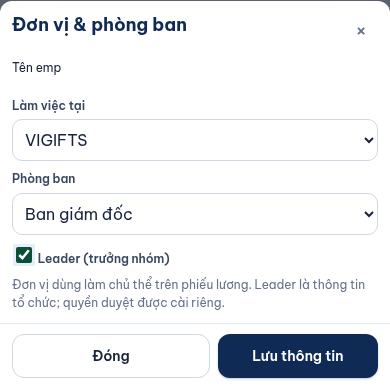 Đơn vị & phòng ban
×
Tên emp
Làm việc tại
VIGIFTS
Phòng ban
Ban giám đốc
Leader (trưởng nhóm)
Đơn vị dùng làm chủ thể trên phiếu lương. Leader là thông tin
tổ chức; quyền duyệt được cài riêng.
Đóng
Lưu thông tin